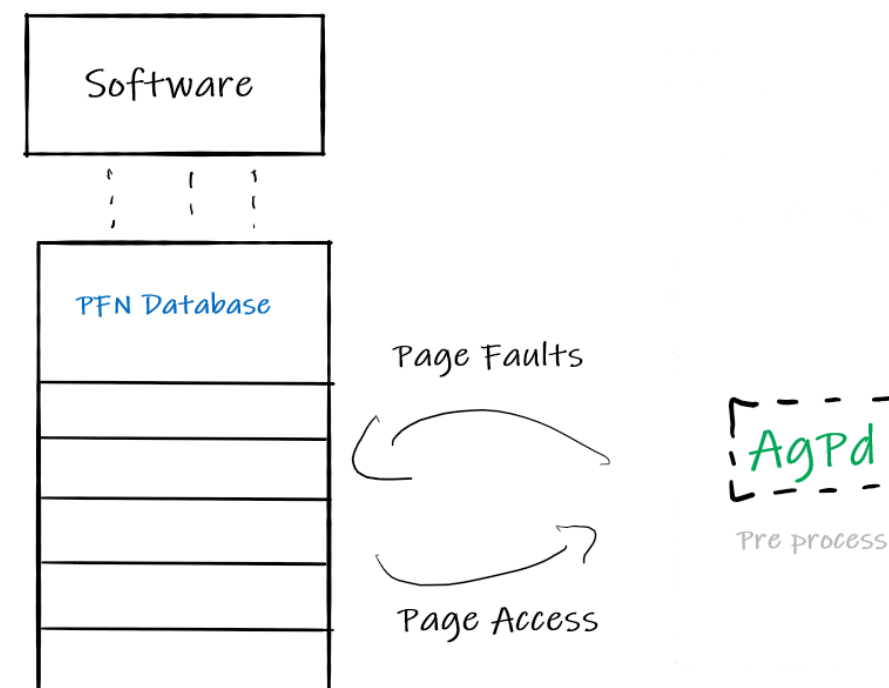 Software
PFN Database
Page Faults
AgPd
Pre process
Page Access